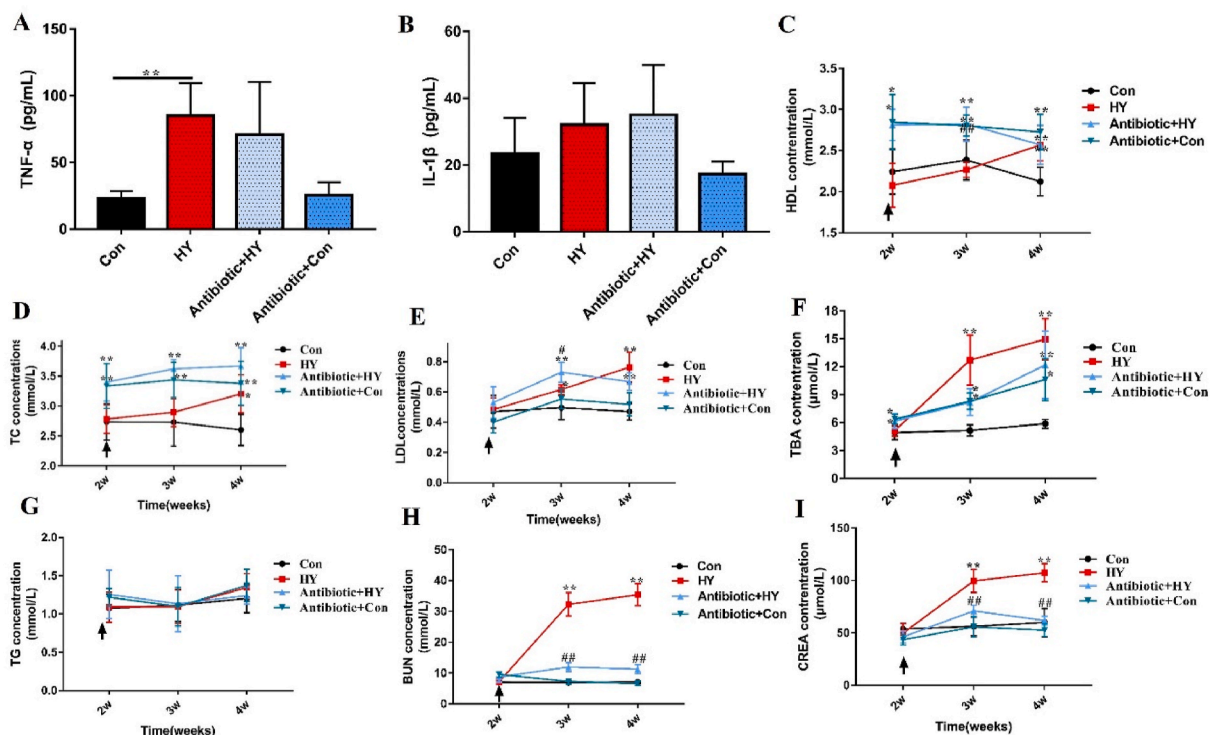 A
TNF-α (pg/mL)
150
100
50
0
**
Con
HY
Antibiotic+HY
Antibiotic+Con
B
IL-1β (pg/mL)
60
40
20
0
Con
HY
Antibiotic+HY
Antibiotic+Con
C
HDL contrentration
(mmol/L)
3.0
2.5
2.0
1.5
3.5
*
*
**
**
##
**
**
**
2w
3w
4w
Con
HY
Antibiotic+HY
Antibiotic+Con
D
TC concentrations
(mmol/L)
4.5
4.0
3.5
3.0
2.5
2.0
**
**
**
**
**
**
*
2w
3w
4w
Time(weeks)
Con
HY
Antibiotic+HY
Antibiotic+Con
E
LDLconcentrations
(mmol/L)
0.8
0.6
0.4
0.2
0.0
#
**
*
**
**
2w
3w
4w
Time(weeks)
Con
HY
Antibiotic+HY
Antibiotic+Con
F
TBA contrentration
(µmol/L)
18
15
12
9
6
3
0
*
*
**
*
*
**
**
*
2w
3w
4w
Con
HY
Antibiotic+HY
Antibiotic+Con
G
TG concentration
(mmol/L)
2.0
1.5
1.0
0.5
0.0
2w
3w
4w
Time(weeks)
Con
HY
Antibiotic+HY
Antibiotic+Con
H
BUN concentration
(mmol/L)
50
40
30
20
10
0
**
**
##
##
2w
3w
4w
Time(weeks)
Con
HY
Antibiotic+HY
Antibiotic+Con
I
CREA contrentration
(µmol/L)
150
100
50
0
**
**
##
##
2w
3w
4w
Time(weeks)
Con
HY
Antibiotic+HY
Antibiotic+Con